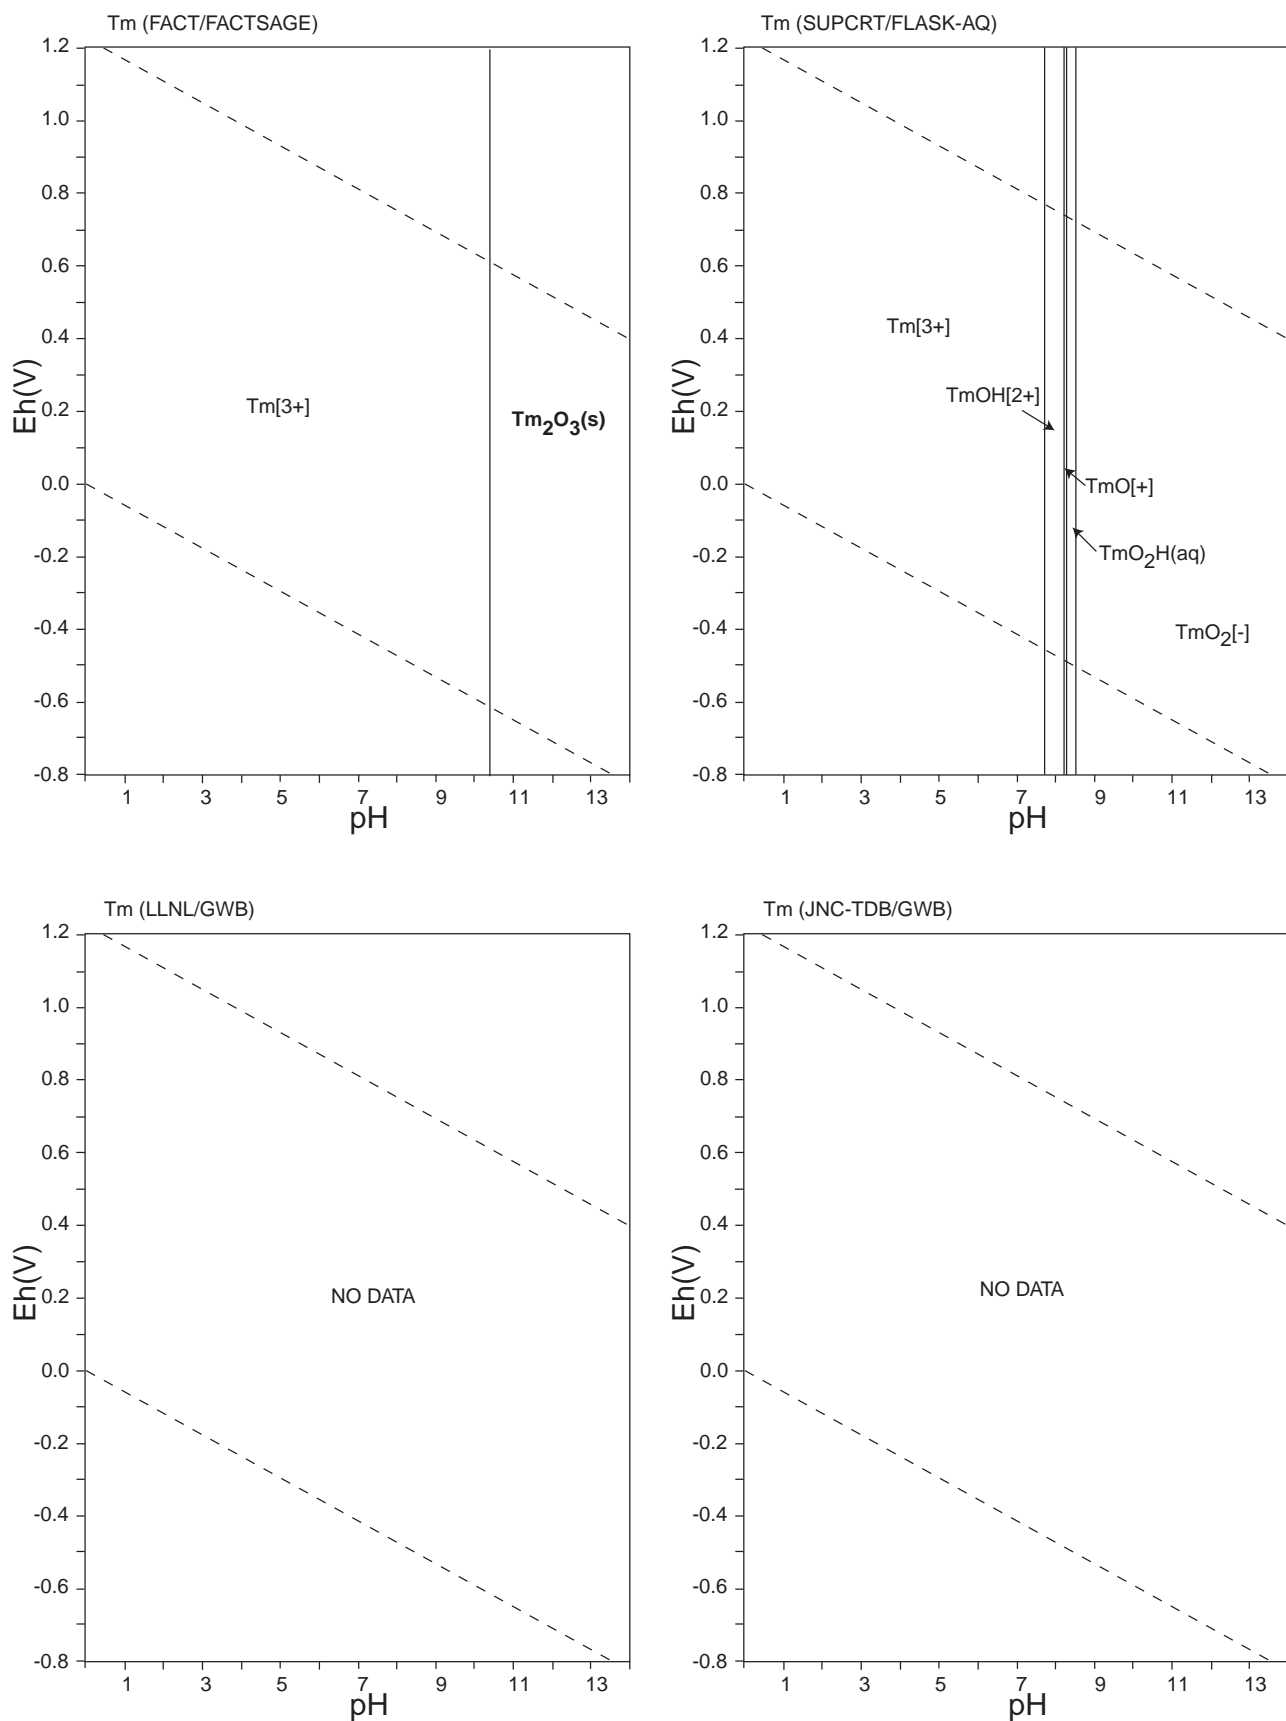 Tm (FACT/FACTSAGE)
1.2
1.0
0.8
0.6
0.4
0.2
0.0
-0.2
-0.4
-0.6
-0.8
Eh(V)
Tm[3+]
Tm2O3(s)
1 3 5 7 9 11 13
pH
Tm (SUPCRT/FLASK-AQ)
1.2
1.0
0.8
0.6
0.4
0.2
0.0
-0.2
-0.4
-0.6
-0.8
Eh(V)
Tm[3+]
TmOH[2+]
TmO[+]
TmO2H(aq)
TmO2[-]
1 3 5 7 9 11 13
pH
Tm (LLNL/GWB)
1.2
1.0
0.8
0.6
0.4
0.2
0.0
-0.2
-0.4
-0.6
-0.8
Eh(V)
NO DATA
1 3 5 7 9 11 13
pH
Tm (JNC-TDB/GWB)
1.2
1.0
0.8
0.6
0.4
0.2
0.0
-0.2
-0.4
-0.6
-0.8
Eh(V)
NO DATA
1 3 5 7 9 11 13
pH